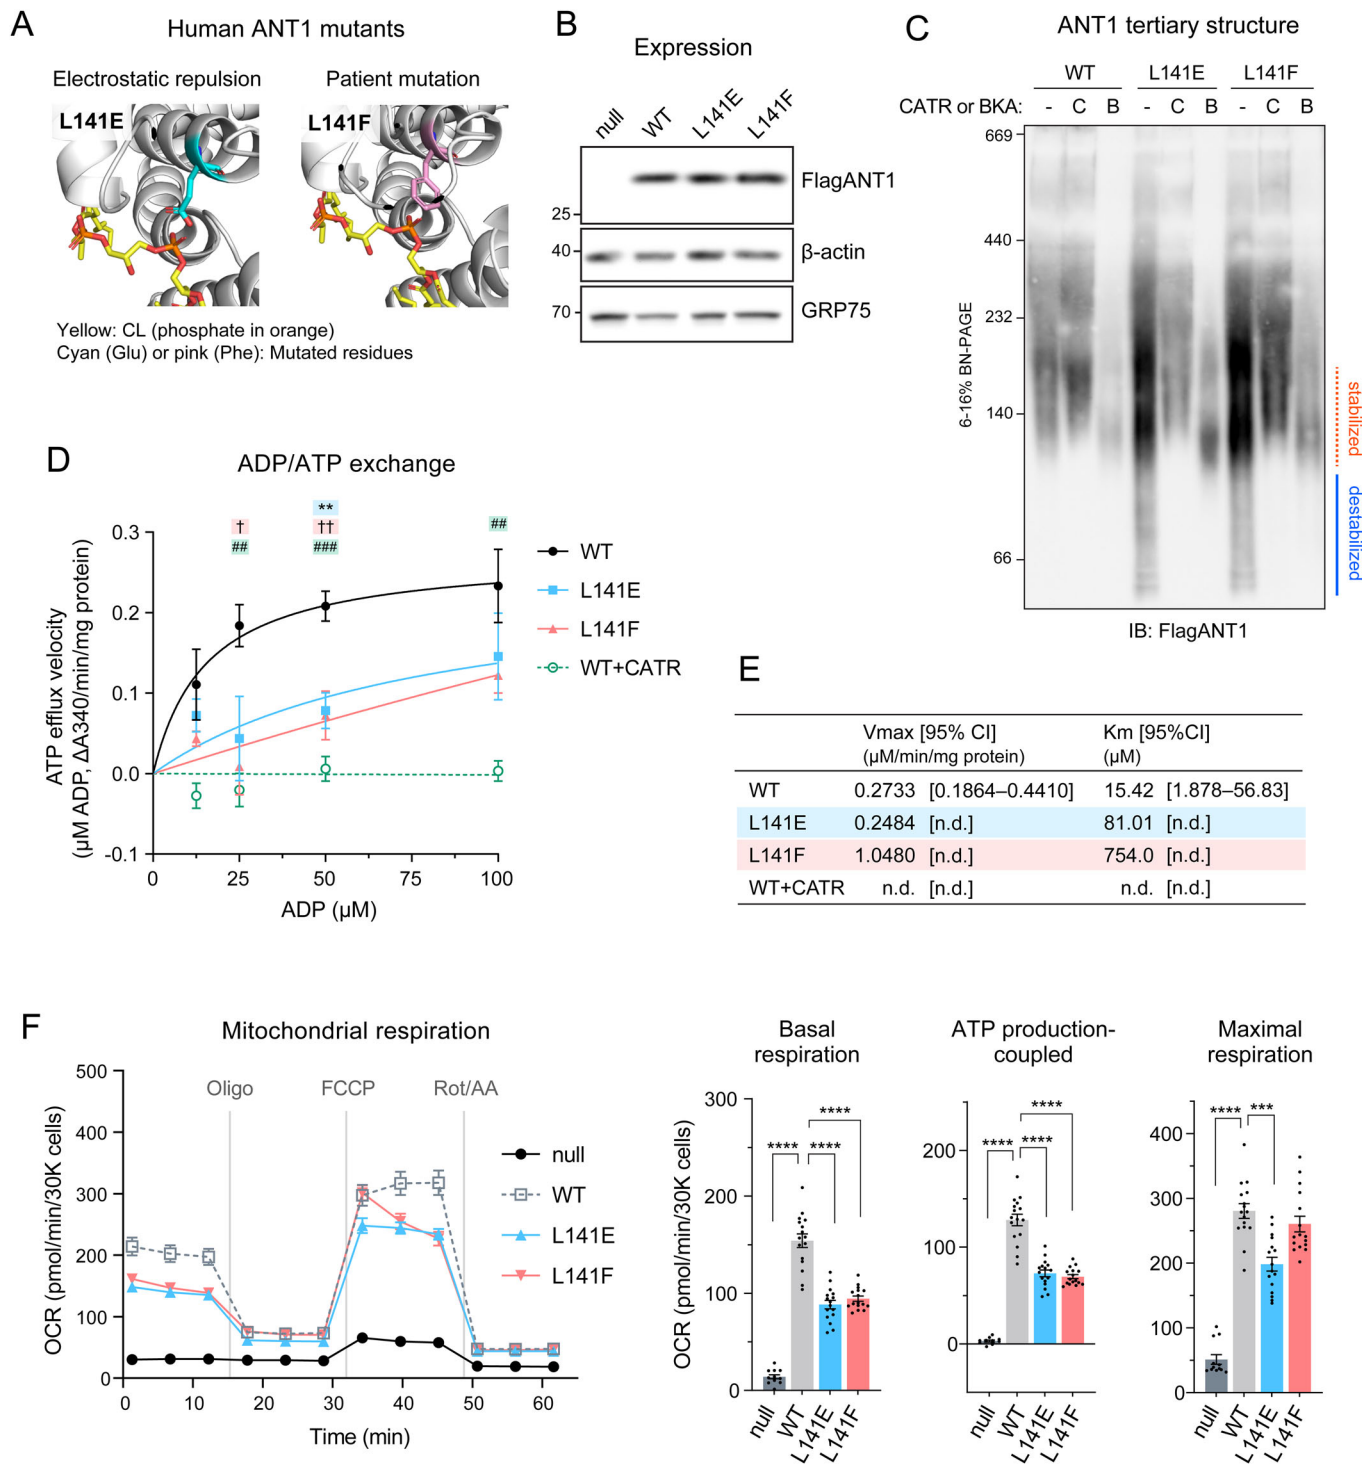 A
Human ANT1 mutants
Electrostatic repulsion
Patient mutation
L141E
L141F
Yellow: CL (phosphate in orange)
Cyan (Glu) or pink (Phe): Mutated residues
B
Expression
null
WT
L141E
L141F
FlagANT1
25
40
β-actin
70
GRP75
C
ANT1 tertiary structure
WT L141E L141F
CATR or BKA: - C B - C B - C B
669
440
232
140
66
6-16% BN-PAGE
stabilized
destabilized
IB: FlagANT1
D
ADP/ATP exchange
**
† †† ##
## ###
0.3
0.2
0.1
0.0
-0.1
ATP efflux velocity
(μM ADP, ΔA340/min/mg protein)
0 25 50 75 100
ADP (μM)
WT
L141E
L141F
WT+CATR
E
Vmax [95% CI] Km [95%CI]
(μM/min/mg protein) (μM)
WT 0.2733 [0.1864–0.4410] 15.42 [1.878–56.83]
L141E 0.2484 [n.d.] 81.01 [n.d.]
L141F 1.0480 [n.d.] 754.0 [n.d.]
WT+CATR n.d. [n.d.] n.d. [n.d.]
F
Mitochondrial respiration
Oligo FCCP Rot/AA
500
400
300
200
100
0
OCR (pmol/min/30K cells)
0 10 20 30 40 50 60
Time (min)
null
WT
L141E
L141F
Basal
respiration
OCR (pmol/min/30K cells)
300
200
100
0
****
**** ****
null
WT
L141E
L141F
ATP production-
coupled
200
100
0
****
**** ****
null
WT
L141E
L141F
Maximal
respiration
400
300
200
100
0
**** ***
null
WT
L141E
L141F